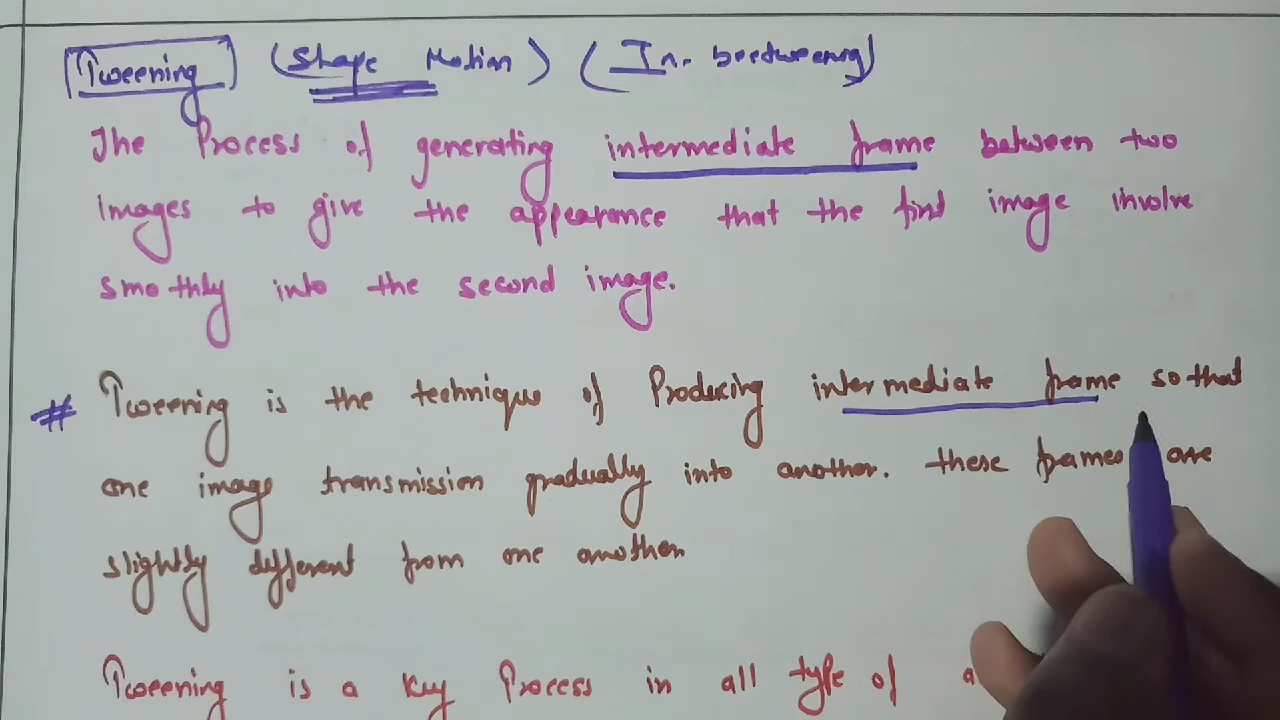 Tweening (Shape Motion) (In-beetweening)
The Process of generating intermediate frame between two
images to give the appearance that the first image involve
smothly into the second image.
# Tweening is the technique of Producing intermediate frame so that
one image transmission gradually into another. these frames are
slightly different from one another
Tweening is a key Process in all type of